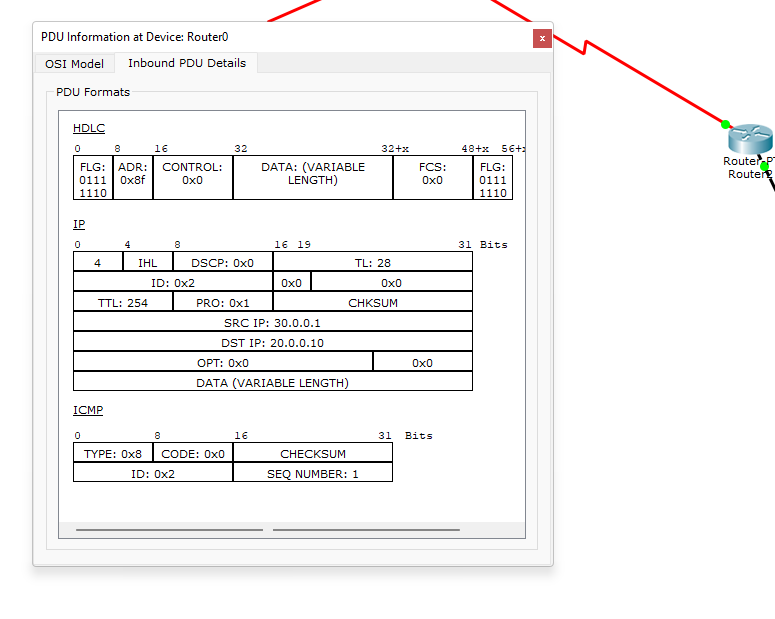 PDU Information at Device: Router0
x
OSI Model Inbound PDU Details
PDU Formats
HDLC
0 8 16 32 32+x 48+x 56+x
FLG: 0111 1110 ADR: 0x8f CONTROL: 0x0 DATA: (VARIABLE LENGTH) FCS: 0x0 FLG: 0111 1110
IP
0 4 8 16 19 31 Bits
4 IHL DSCP: 0x0 TL: 28
ID: 0x2 0x0 0x0
TTL: 254 PRO: 0x1 CHKSUM
SRC IP: 30.0.0.1
DST IP: 20.0.0.10
OPT: 0x0 0x0
DATA (VARIABLE LENGTH)
ICMP
0 8 16 31 Bits
TYPE: 0x8 CODE: 0x0 CHECKSUM
ID: 0x2 SEQ NUMBER: 1
Router-PT
Router2